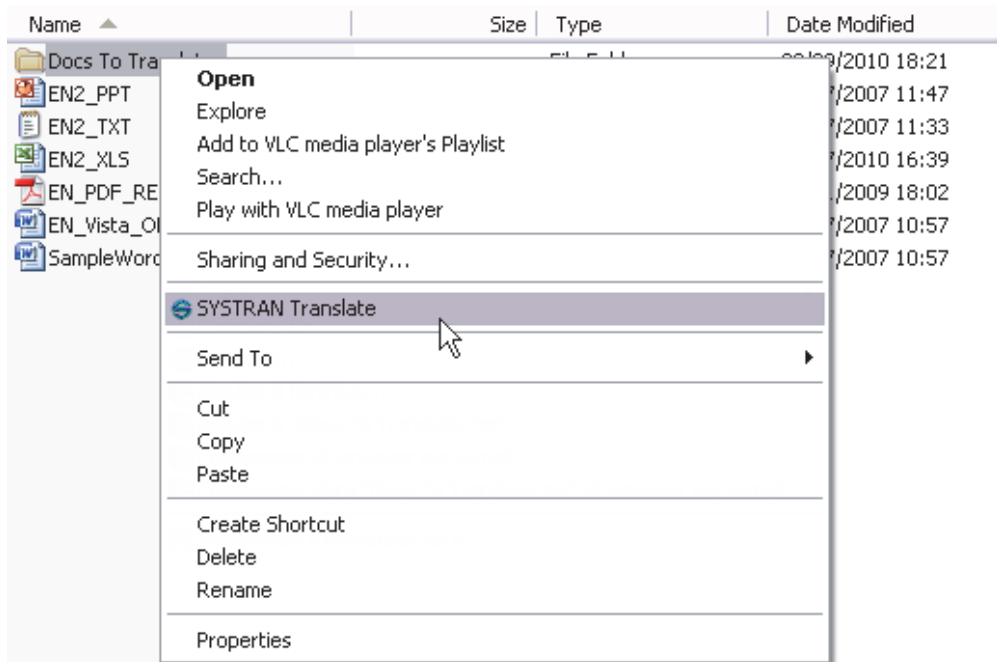 Name Size Type Date Modified
Docs To Tra /2010 18:21
Open
EN2_PPT /2007 11:47
Explore
EN2_TXT /2007 11:33
Add to VLC media player's Playlist
EN2_XLS /2010 16:39
Search...
EN_PDF_RE /2009 18:02
Play with VLC media player
EN_Vista_O /2007 10:57
SampleWord /2007 10:57
Sharing and Security...
SYSTRAN Translate
Send To
Cut
Copy
Paste
Create Shortcut
Delete
Rename
Properties